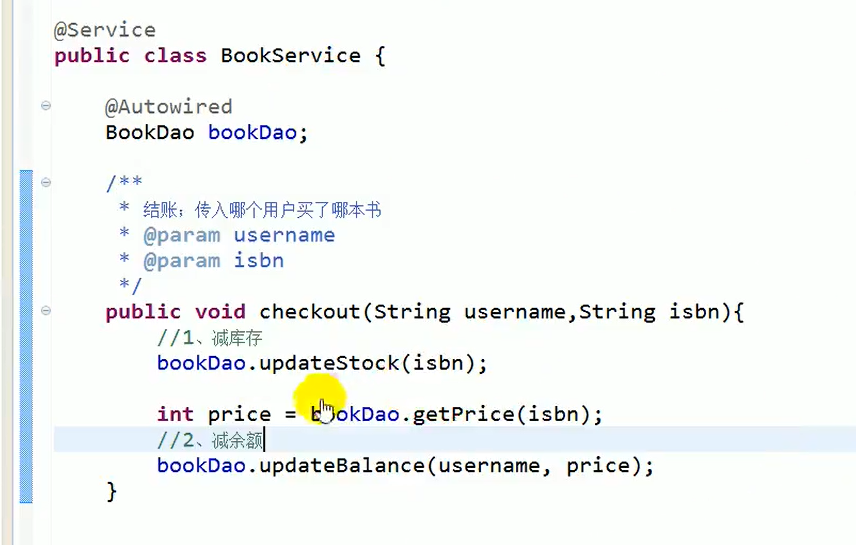 @Service
public class BookService {
@Autowired
BookDao bookDao;
/**
* 结账；传入哪个用户买了哪本书
* @param username
* @param isbn
*/
public void checkout(String username,String isbn){
//1、减库存
bookDao.updateStock(isbn);
int price = bookDao.getPrice(isbn);
//2、减余额
bookDao.updateBalance(username, price);
}